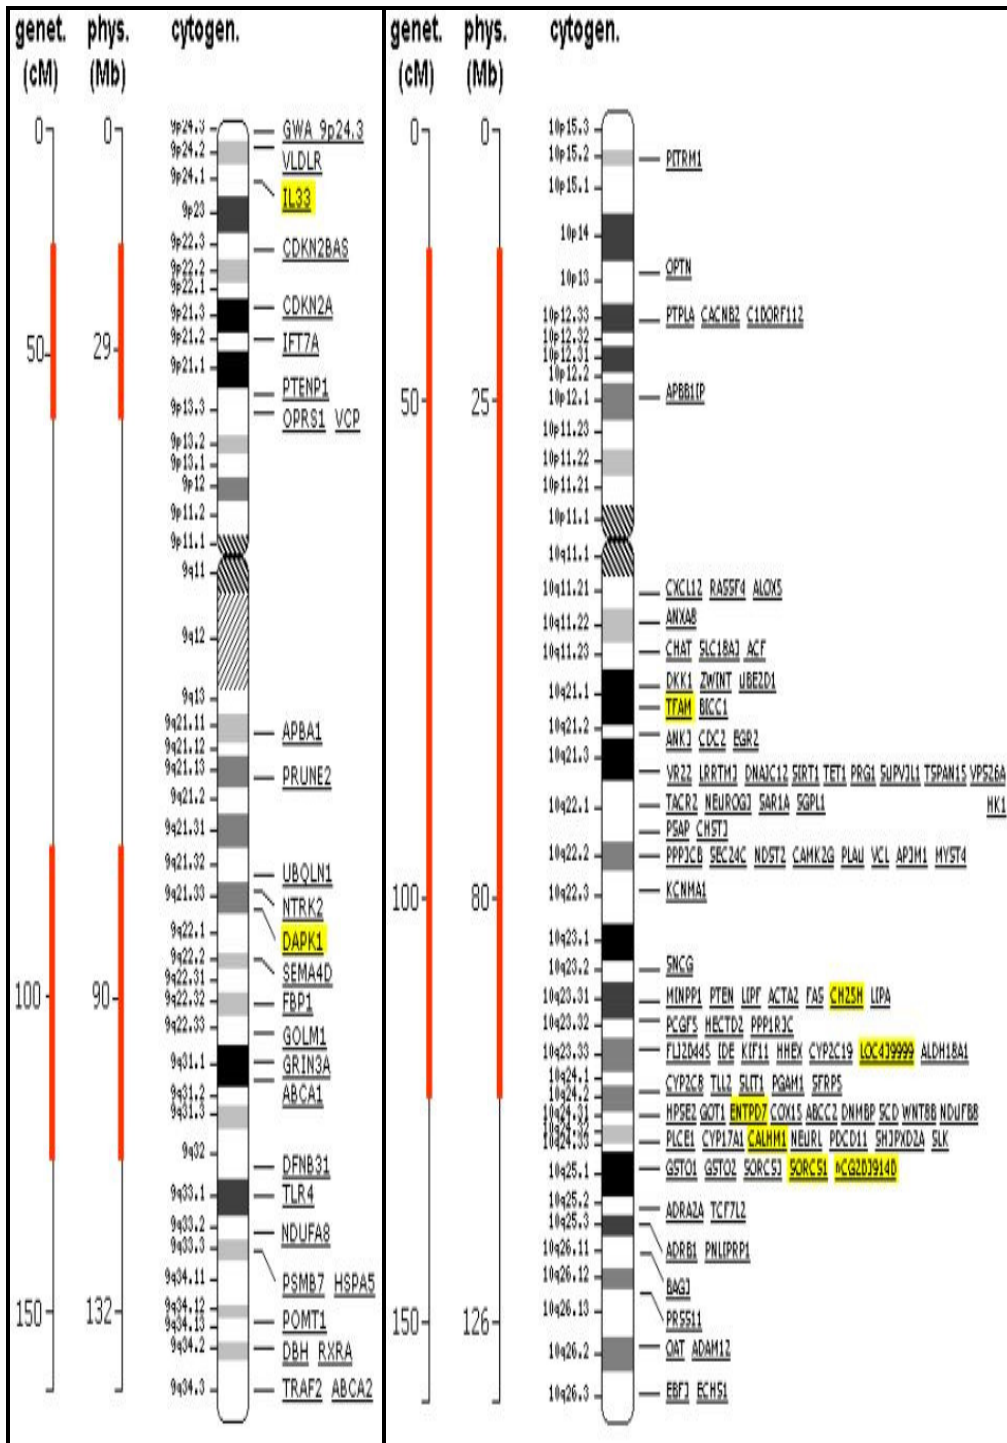 genet. phys. cytogen.
(cM) (Mb)
0 0
50 29
100 90
150 132
9p24.3 GWA_9p24.3
9p24.2 VLDLR
9p24.1 IL33
9p23
9p22.3 CDKN2BAS
9p22.2
9p22.1
9p21.3 CDKN2A
9p21.2 IFT7A
9p21.1
PTENP1
9p13.3 OPRS1 VCP
9p13.2
9p13.1
9p12
9p11.2
9p11.1
9q11
9q12
9q13
9q21.11 APBA1
9q21.12
9q21.13 PRUNE2
9q21.2
9q21.31
9q21.32 UBQLN1
9q21.33 NTRK2
9q22.1 DAPK1
9q22.2 SEMA4D
9q22.31
9q22.32 FBP1
9q22.33 GOLM1
9q31.1 GRIN3A
9q31.2 ABCA1
9q31.3
9q32 DFNB31
9q33.1 TLR4
9q33.2 NDUFA8
9q33.3
9q34.11 PSMB7 HSPA5
9q34.12
9q34.13 POMT1
9q34.2 DBH RXRA
9q34.3 TRAF2 ABCA2
genet. phys. cytogen.
(cM) (Mb)
0 0
50 25
100 80
150 126
10p15.3
10p15.2 PITRM1
10p15.1
10p14
10p13 OPTN
10p12.33 PTPLA CACNB2 C10ORF112
10p12.32
10p12.31
10p12.2
10p12.1 APBB1IP
10p11.23
10p11.22
10p11.21
10p11.1
10q11.1
10q11.21 CXCL12 RASSF4 ALOX5
10q11.22 ANXA8
10q11.23 CHAT SLC18A3 ACF
10q21.1 DKK1 ZWINT UBE2D1
TFAM BICC1
10q21.2 ANK3 CDC2 EGR2
10q21.3 VR22 LRRTM3 DNAJC12 SIRT1 TET1 PRG1 SUPV3L1 TSPAN15 VPS26A
10q22.1 TACR2 NEUROG3 SAR1A SGPL1 HK1
PSAP CHST3
10q22.2 PPP3CB SEC24C NDST2 CAMK2G PLAU VCL AP3M1 MYST4
10q22.3 KCNMA1
10q23.1
10q23.2 SNCG
10q23.31 MINPP1 PTEN LIPF ACTA2 FAS CH25H LIPA
10q23.32 PCGF5 HECTD2 PPP1R3C
10q23.33 FLJ20445 IDE KIF11 HHEX CYP2C19 LOC439999 ALDH18A1
10q24.1 CYP2C8 TLL2 SLIT1 PGAM1 SFRP5
10q24.2
10q24.31 HPSE2 GOT1 ENTPD7 COX15 ABCC2 DNMBP SCD WNT8B NDUFB8
10q24.33 PLCE1 CYP17A1 CALHM1 NEURL PDCD11 SH3PXD2A SLK
10q25.1 GSTO1 GSTO2 SORCS3 SORCS1
10q25.2 ADRA2A TCF7L2
10q25.3
10q26.11 ADRB1 PNLIPRP1
10q26.12 BAG3
10q26.13 PRSS11
10q26.2 OAT ADAM12
10q26.3 EBF3 ECHS1